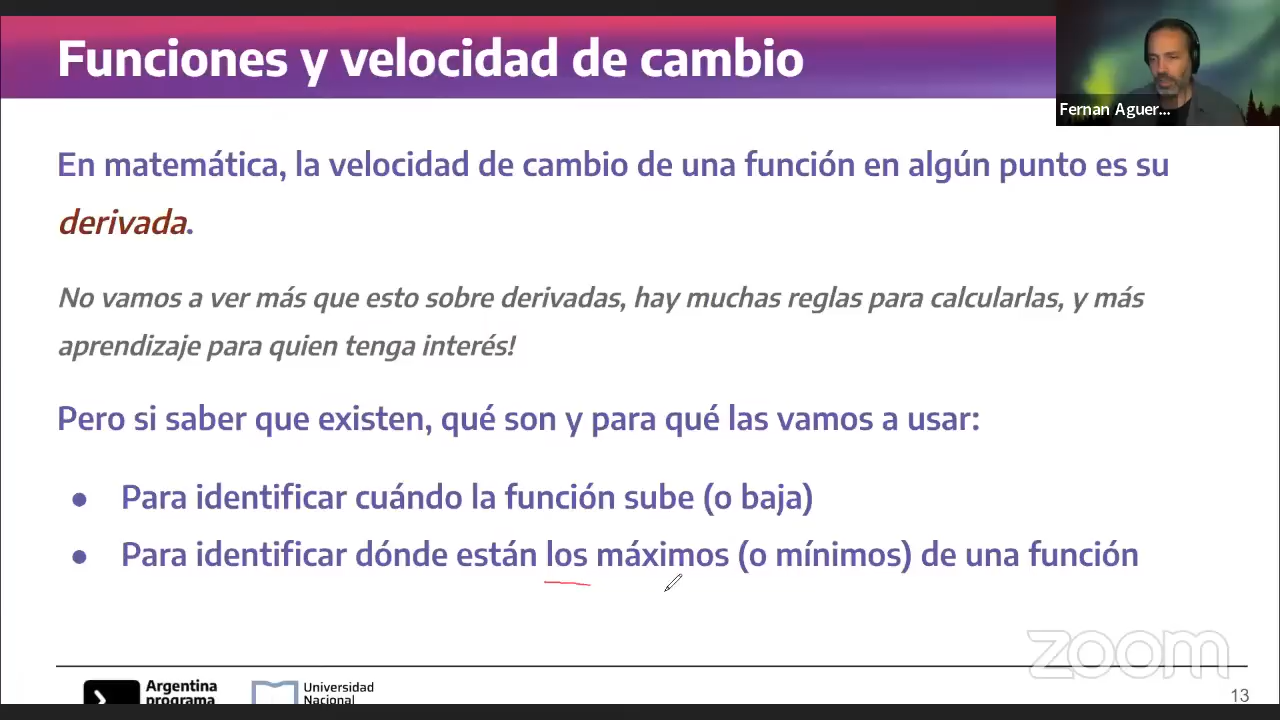 Funciones y velocidad de cambio
Fernan Aguer...
En matemática, la velocidad de cambio de una función en algún punto es su
derivada.
No vamos a ver más que esto sobre derivadas, hay muchas reglas para calcularlas, y más
aprendizaje para quien tenga interés!
Pero si saber que existen, qué son y para qué las vamos a usar:
● Para identificar cuándo la función sube (o baja)
● Para identificar dónde están los máximos (o mínimos) de una función
zoom
Argentina
programa
Universidad
Nacional
13